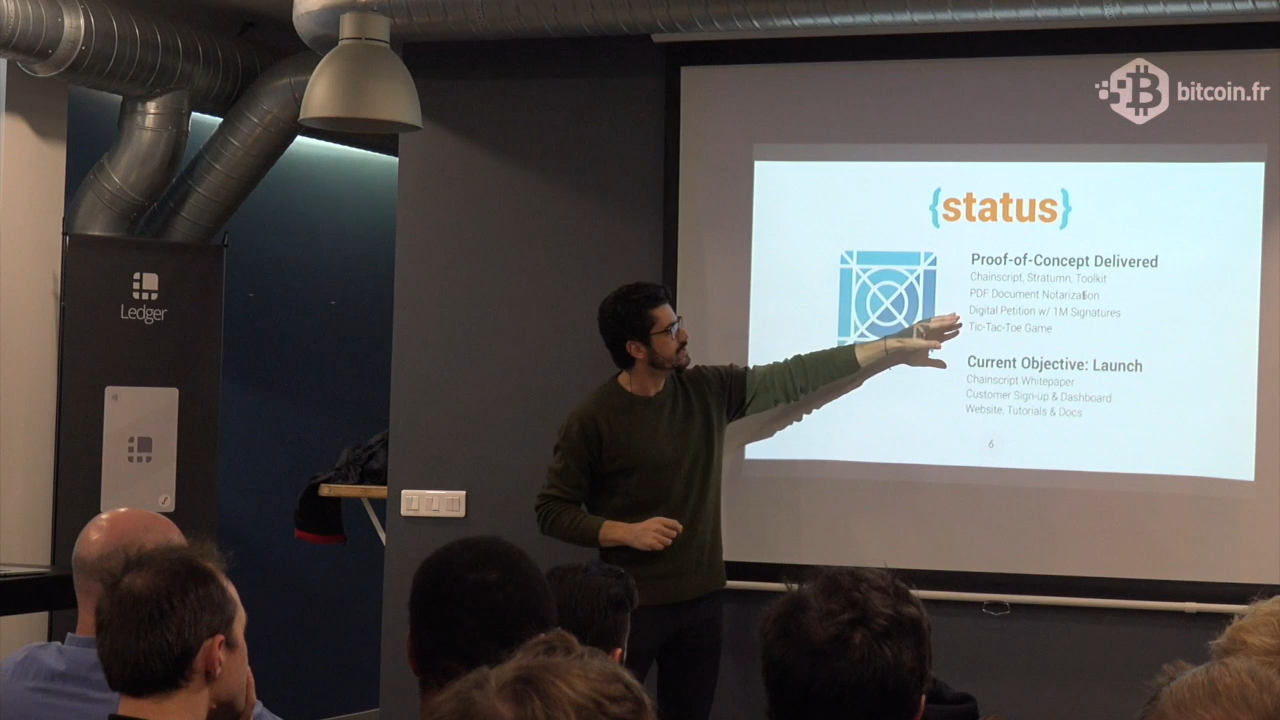 bitcoin.fr
{status}
Proof-of-Concept Delivered
Chainscript, Stratumn, Toolkit
PDF Document Notarization
Digital Petition w/ 1M Signatures
Tic-Tac-Toe Game
Current Objective: Launch
Chainscript Whitepaper
Customer Sign-up & Dashboard
Website, Tutorials & Docs
6
Ledger